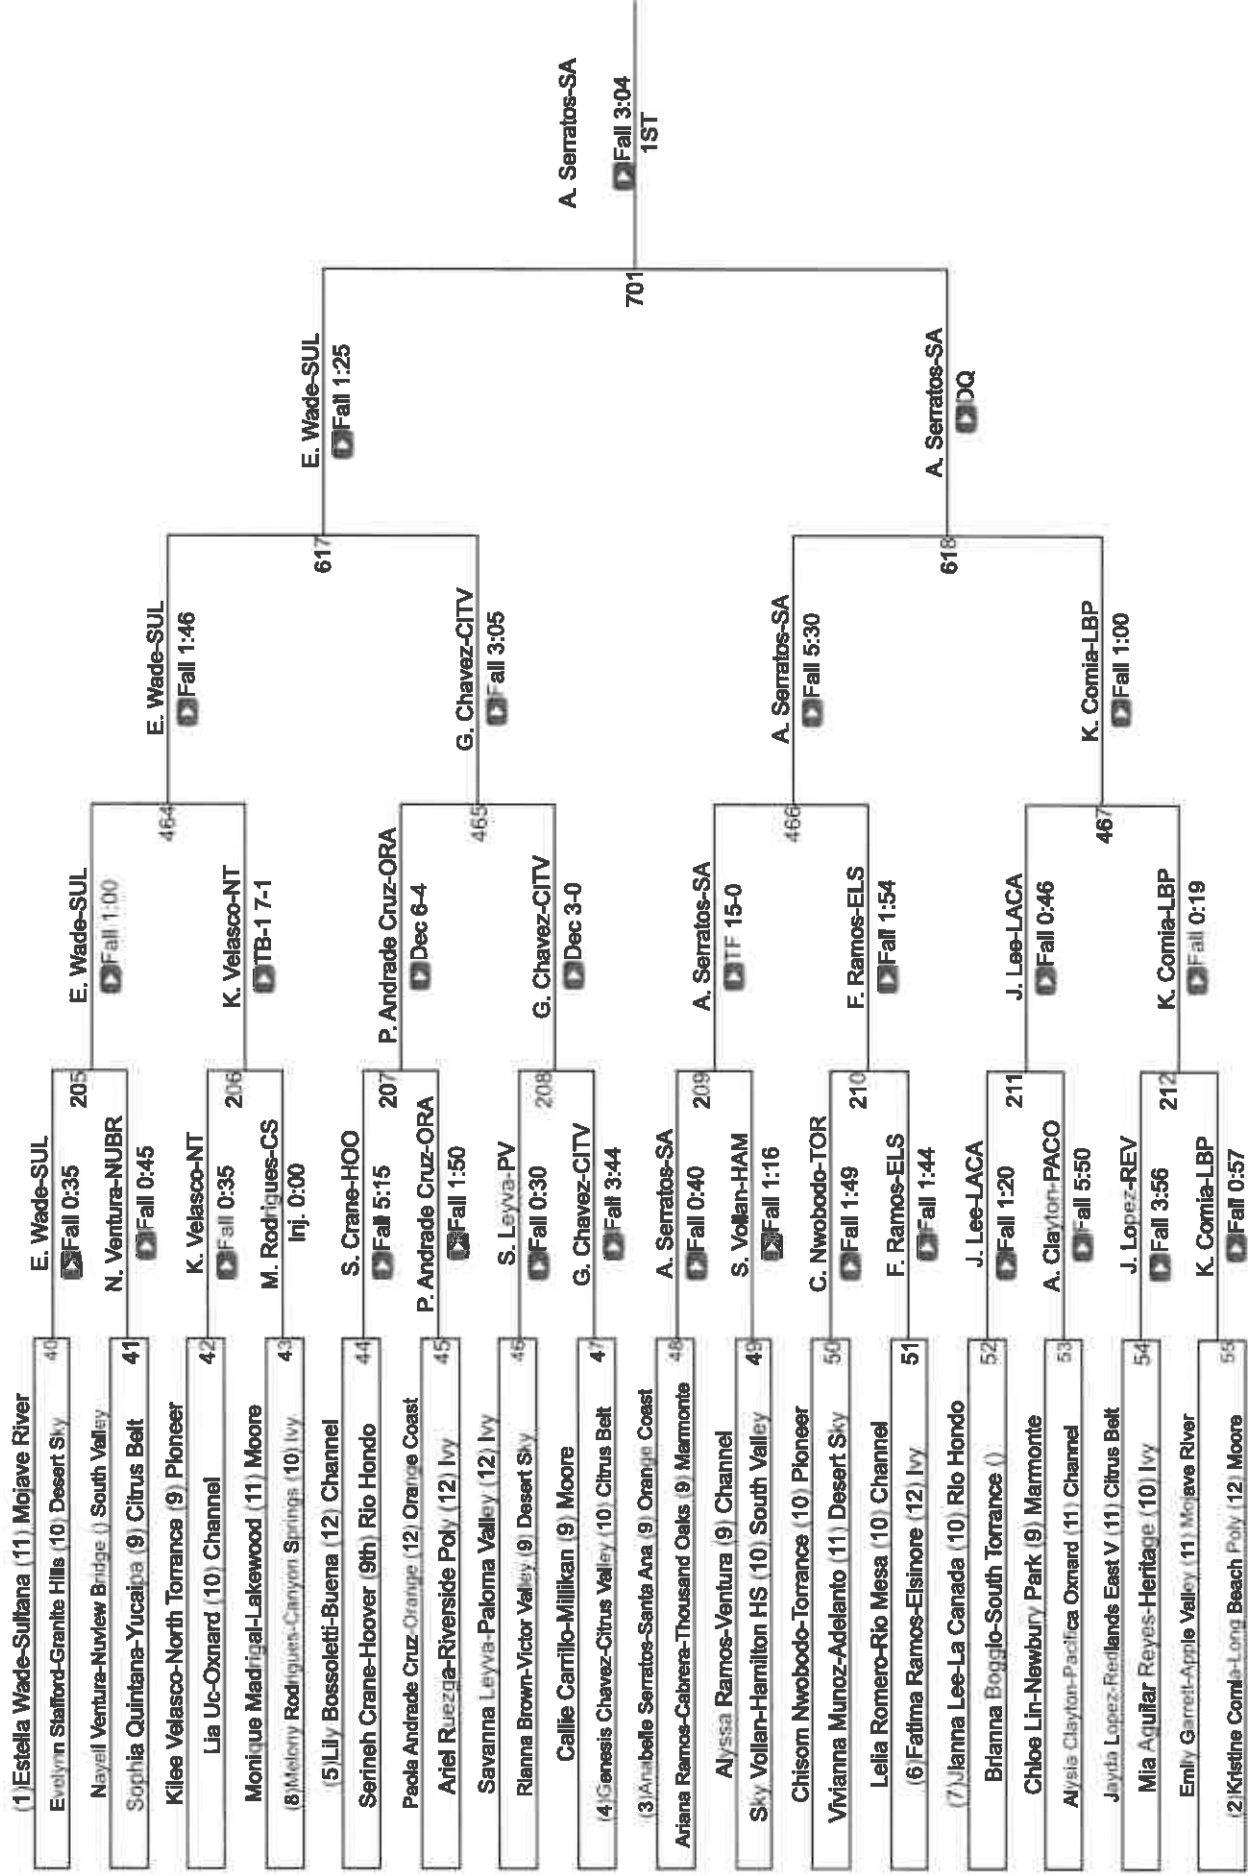 (1)Estella Wade-Sultana (11) Mojave River
40
Evelynn Stafford-Granite Hills (10) Desert Sky
E. Wade-SUL
Fall 0:35
205
Nayeli Ventura-Nuview Bridge () South Valley
41
Sophia Quintana-Yucaipa (9) Citrus Belt
N. Ventura-NUBR
Fall 0:45
E. Wade-SUL
Fall 1:00
464
Kilee Velasco-North Torrance (9) Pioneer
42
Lia Uc-Oxnard (10) Channel
K. Velasco-NT
Fall 0:35
206
Monique Madrigal-Lakewood (11) Moore
43
(8)Melony Rodrigues-Canyon Springs (10) Ivy
M. Rodrigues-CS
Inj. 0:00
K. Velasco-NT
TB-1 7-1
E. Wade-SUL
Fall 1:46
617
(5)Lily Bossoletti-Buena (12) Channel
44
Serineh Crane-Hoover (9th) Rio Hondo
S. Crane-HOO
Fall 5:15
207
Paola Andrade Cruz-Orange (12) Orange Coast
45
Ariel Ruezga-Riverside Poly (12) Ivy
P. Andrade Cruz-ORA
Fall 1:50
P. Andrade Cruz-ORA
Dec 6-4
465
Savanna Leyva-Paloma Valley (12) Ivy
46
Rianna Brown-Victor Valley (9) Desert Sky
S. Leyva-PV
Fall 0:30
208
Callie Carrillo-Millikan (9) Moore
47
(4)Genesis Chavez-Citrus Valley (10) Citrus Belt
G. Chavez-CITV
Fall 3:44
G. Chavez-CITV
Dec 3-0
G. Chavez-CITV
Fall 3:05
E. Wade-SUL
Fall 1:25
701
(3)Anabelle Serratos-Santa Ana (9) Orange Coast
48
Ariana Ramos-Cabrera-Thousand Oaks (9) Marmonte
A. Serratos-SA
Fall 0:40
209
Alyssa Ramos-Ventura (9) Channel
49
Sky Vollan-Hamilton HS (10) South Valley
S. Vollan-HAM
Fall 1:16
A. Serratos-SA
TF 15-0
466
Chisom Nwobodo-Torrance (10) Pioneer
50
Vivianna Munoz-Adelanto (11) Desert Sky
C. Nwobodo-TOR
Fall 1:49
210
Lelia Romero-Rio Mesa (10) Channel
51
(6)Fatima Ramos-Elsinore (12) Ivy
F. Ramos-ELS
Fall 1:44
F. Ramos-ELS
Fall 1:54
A. Serratos-SA
Fall 5:30
618
(7)Jianna Lee-La Canada (10) Rio Hondo
52
Brianna Boggio-South Torrance ()
J. Lee-LACA
Fall 1:20
211
Chloe Lin-Newbury Park (9) Marmonte
53
Alysia Clayton-Pacifica Oxnard (11) Channel
A. Clayton-PACO
Fall 5:50
J. Lee-LACA
Fall 0:46
467
Jayda Lopez-Redlands East V (11) Citrus Belt
54
Mia Aguilar Reyes-Heritage (10) Ivy
J. Lopez-REV
Fall 3:56
212
Emily Garrett-Apple Valley (11) Mojave River
55
(2)Kristine Comia-Long Beach Poly (12) Moore
K. Comia-LBP
Fall 0:57
K. Comia-LBP
Fall 0:19
K. Comia-LBP
Fall 1:00
A. Serratos-SA
DQ
A. Serratos-SA
Fall 3:04
1ST